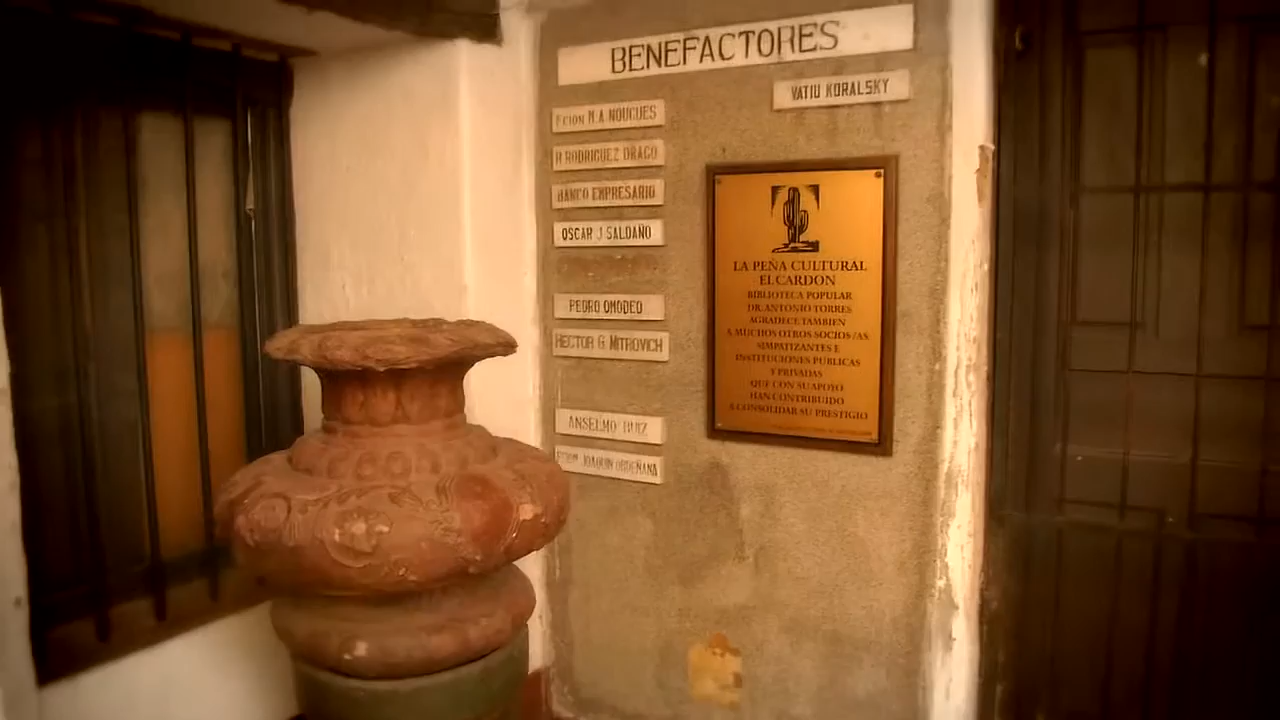 BENEFACTORES
VATIU KORALSKY
FCION M.A NOUGUES
H RODRIGUEZ DRAGO
BANCO EMPRESARIO
OSCAR J SALDAÑO
PEDRO OMODEO
HECTOR G MITROVICH
ANSELMO RUIZ
JOAQUIN ORDEÑANA
LA PEÑA CULTURAL
EL CARDON
BIBLIOTECA POPULAR
DR. ANTONIO TORRES
AGRADECE TAMBIEN
A MUCHOS OTROS SOCIOS /AS
SIMPATIZANTES E
INSTITUCIONES PUBLICAS
Y PRIVADAS
QUE CON SU APOYO
HAN CONTRIBUIDO
A CONSOLIDAR SU PRESTIGIO